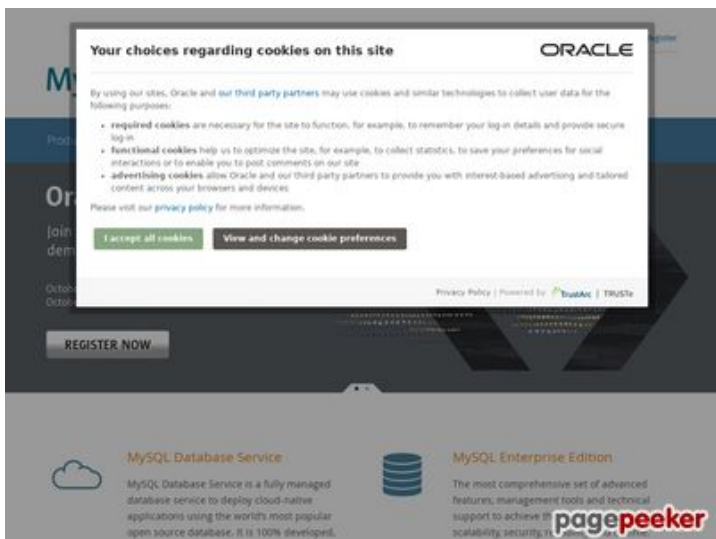 Register
My
Your choices regarding cookies on this site
ORACLE
By using our sites, Oracle and our third party partners may use cookies and similar technologies to collect user data for the
following purposes:
• required cookies are necessary for the site to function, for example, to remember your log-in details and provide secure
log-in
• functional cookies help us to optimize the site, for example, to collect statistics, to save your preferences for social
interactions or to enable you to post comments on our site
• advertising cookies allow Oracle and our third party partners to provide you with interest-based advertising and tailored
content across your browsers and devices
Please visit our privacy policy for more information.
I accept all cookies
View and change cookie preferences
Privacy Policy | Powered by TrustArc | TRUSTe
Or
Join
dem
Octobe
Octobe
REGISTER NOW
MySQL Database Service
MySQL Database Service is a fully managed
database service to deploy cloud-native
applications using the world's most popular
open source database. It is 100% developed,
MySQL Enterprise Edition
The most comprehensive set of advanced
features, management tools and technical
support to achieve th
scalability, security,
pagepeeker